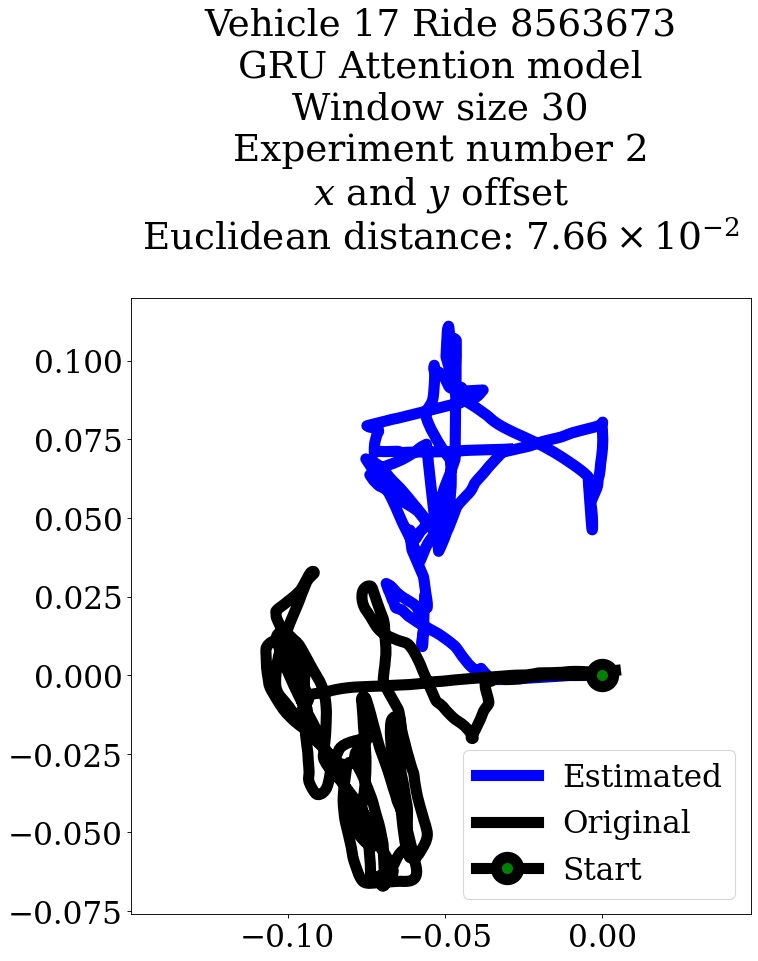 Vehicle 17 Ride 8563673
GRU Attention model
Window size 30
Experiment number 2
x and y offset
Euclidean distance: 7.66 × 10⁻²
0.100
0.075
0.050
0.025
0.000
−0.025
−0.050
−0.075
−0.10
−0.05
0.00
Estimated
Original
Start